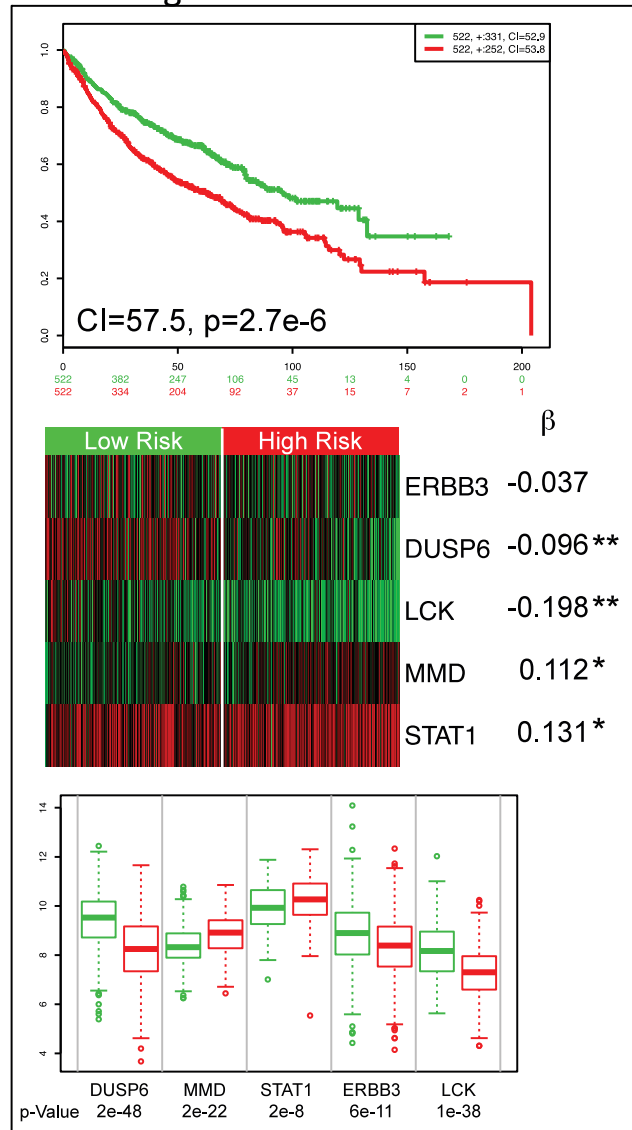 522, +:331, CI=52.9
522, +:252, CI=53.8
1.0
0.8
0.6
0.4
0.2
0.0
CI=57.5, p=2.7e-6
0 50 100 150 200
522 382 247 106 45 13 4 0 0
522 334 204 92 37 15 7 2 1
β
Low Risk High Risk
ERBB3 -0.037
DUSP6 -0.096**
LCK -0.198**
MMD 0.112*
STAT1 0.131*
14
12
10
8
6
4
DUSP6 MMD STAT1 ERBB3 LCK
p-Value 2e-48 2e-22 2e-8 6e-11 1e-38